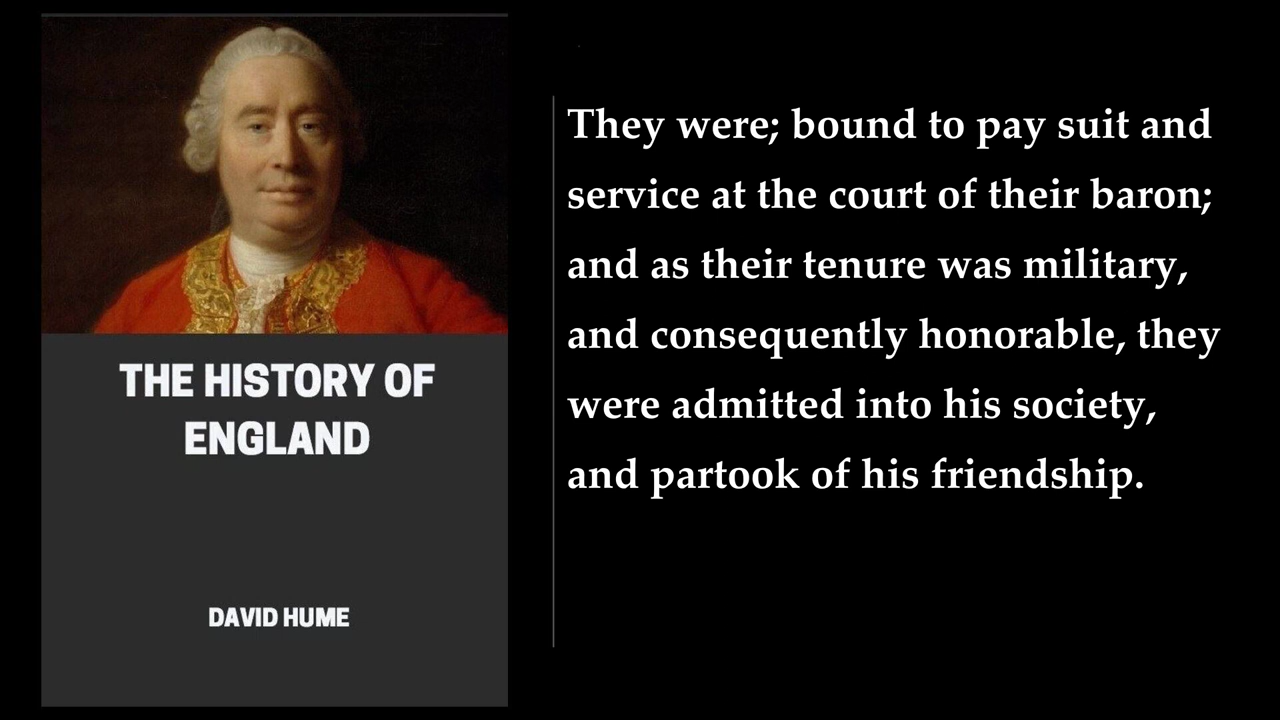 THE HISTORY OF
ENGLAND
DAVID HUME
They were; bound to pay suit and
service at the court of their baron;
and as their tenure was military,
and consequently honorable, they
were admitted into his society,
and partook of his friendship.